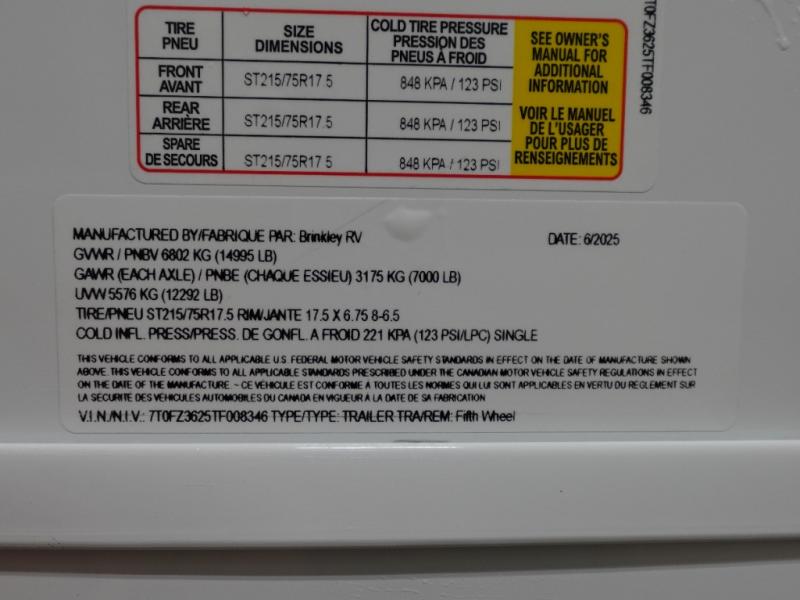 TIRE SIZE COLD TIRE PRESSURE
PNEU DIMENSIONS PRESSION DES
PNEUS À FROID
FRONT
AVANT ST215/75R17.5 848 KPA / 123 PSI
REAR
ARRIÈRE ST215/75R17.5 848 KPA / 123 PSI
SPARE
DE SECOURS ST215/75R17.5 848 KPA / 123 PSI
SEE OWNER'S
MANUAL FOR
ADDITIONAL
INFORMATION
VOIR LE MANUEL
DE L'USAGER
POUR PLUS DE
RENSEIGNEMENTS
7T0FZ3625TF008346
MANUFACTURED BY/FABRIQUE PAR: Brinkley RV DATE: 6/2025
GVWR / PNBV 6802 KG (14995 LB)
GAWR (EACH AXLE) / PNBE (CHAQUE ESSIEU) 3175 KG (7000 LB)
UVW 5576 KG (12292 LB)
TIRE/PNEU ST215/75R17.5 RIM/JANTE 17.5 X 6.75 8-6.5
COLD INFL. PRESS/PRESS. DE GONFL. A FROID 221 KPA (123 PSI/LPC) SINGLE
THIS VEHICLE CONFORMS TO ALL APPLICABLE U.S. FEDERAL MOTOR VEHICLE SAFETY STANDARDS IN EFFECT ON THE DATE OF MANUFACTURE SHOWN
ABOVE. THIS VEHICLE CONFORMS TO ALL APPLICABLE STANDARDS PRESCRIBED UNDER THE CANADIAN MOTOR VEHICLE SAFETY REGULATIONS IN EFFECT
ON THE DATE OF THE MANUFACTURE ~ CE VÉHICULE EST CONFORME À TOUTES LES NORMES QUI LUI SONT APPLICABLES EN VERTU DU REGLEMENT SUR
LA SÉCURITÉ DES VEHICULES AUTOMOBILES DU CANADA EN VIGUEUR À LA DATE DE SA FABRICATION
V.I.N./N.I.V.: 7T0FZ3625TF008346 TYPE/TYPE: TRAILER TRA/REM: Fifth Wheel